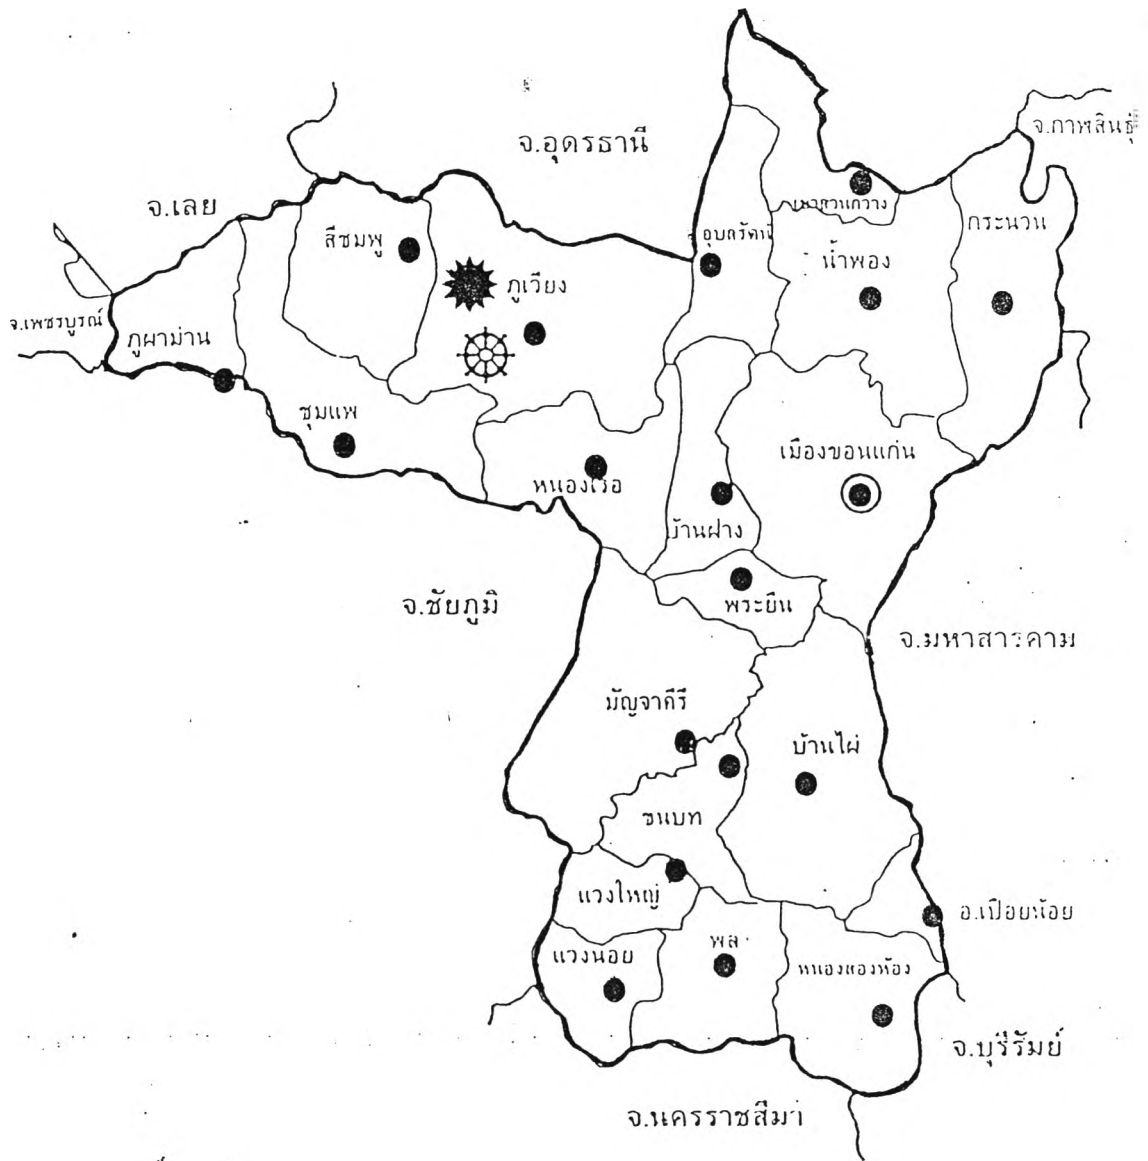 จ.กาฬสินธุ์
จ.อุดรธานี
จ.เลย
กระนวน
สีชมพู
อุบลรัตน์
น้ำพอง
ภูเวียง
จ.เพชรบูรณ์
ภูผาม่าน
ชุมแพ
เมืองขอนแก่น
หนองเรือ
บ้านฝาง
จ.ชัยภูมิ
พระยืน
จ.มหาสารคาม
มัญจาคีรี
บ้านไผ่
ชนบท
แวงใหญ่
อ.เปือยน้อย
พล
แวงน้อย
หนองสองห้อง
จ.บุรีรัมย์
จ.นครราชสีมา